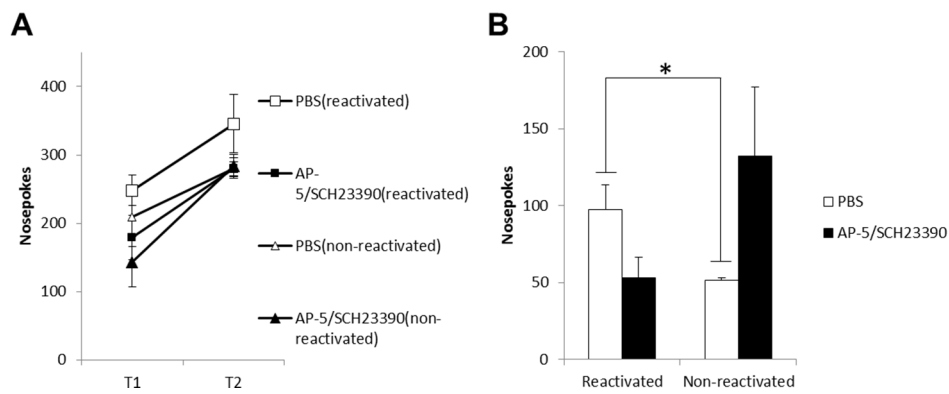 A
Nosepokes
400
300
200
100
0
T1
T2
PBS(reactivated)
AP-
5/SCH23390(reactivated)
PBS(non-reactivated)
AP-5/SCH23390(non-
reactivated)
B
Nosepokes
200
150
100
50
0
*
Reactivated
Non-reactivated
PBS
AP-5/SCH23390